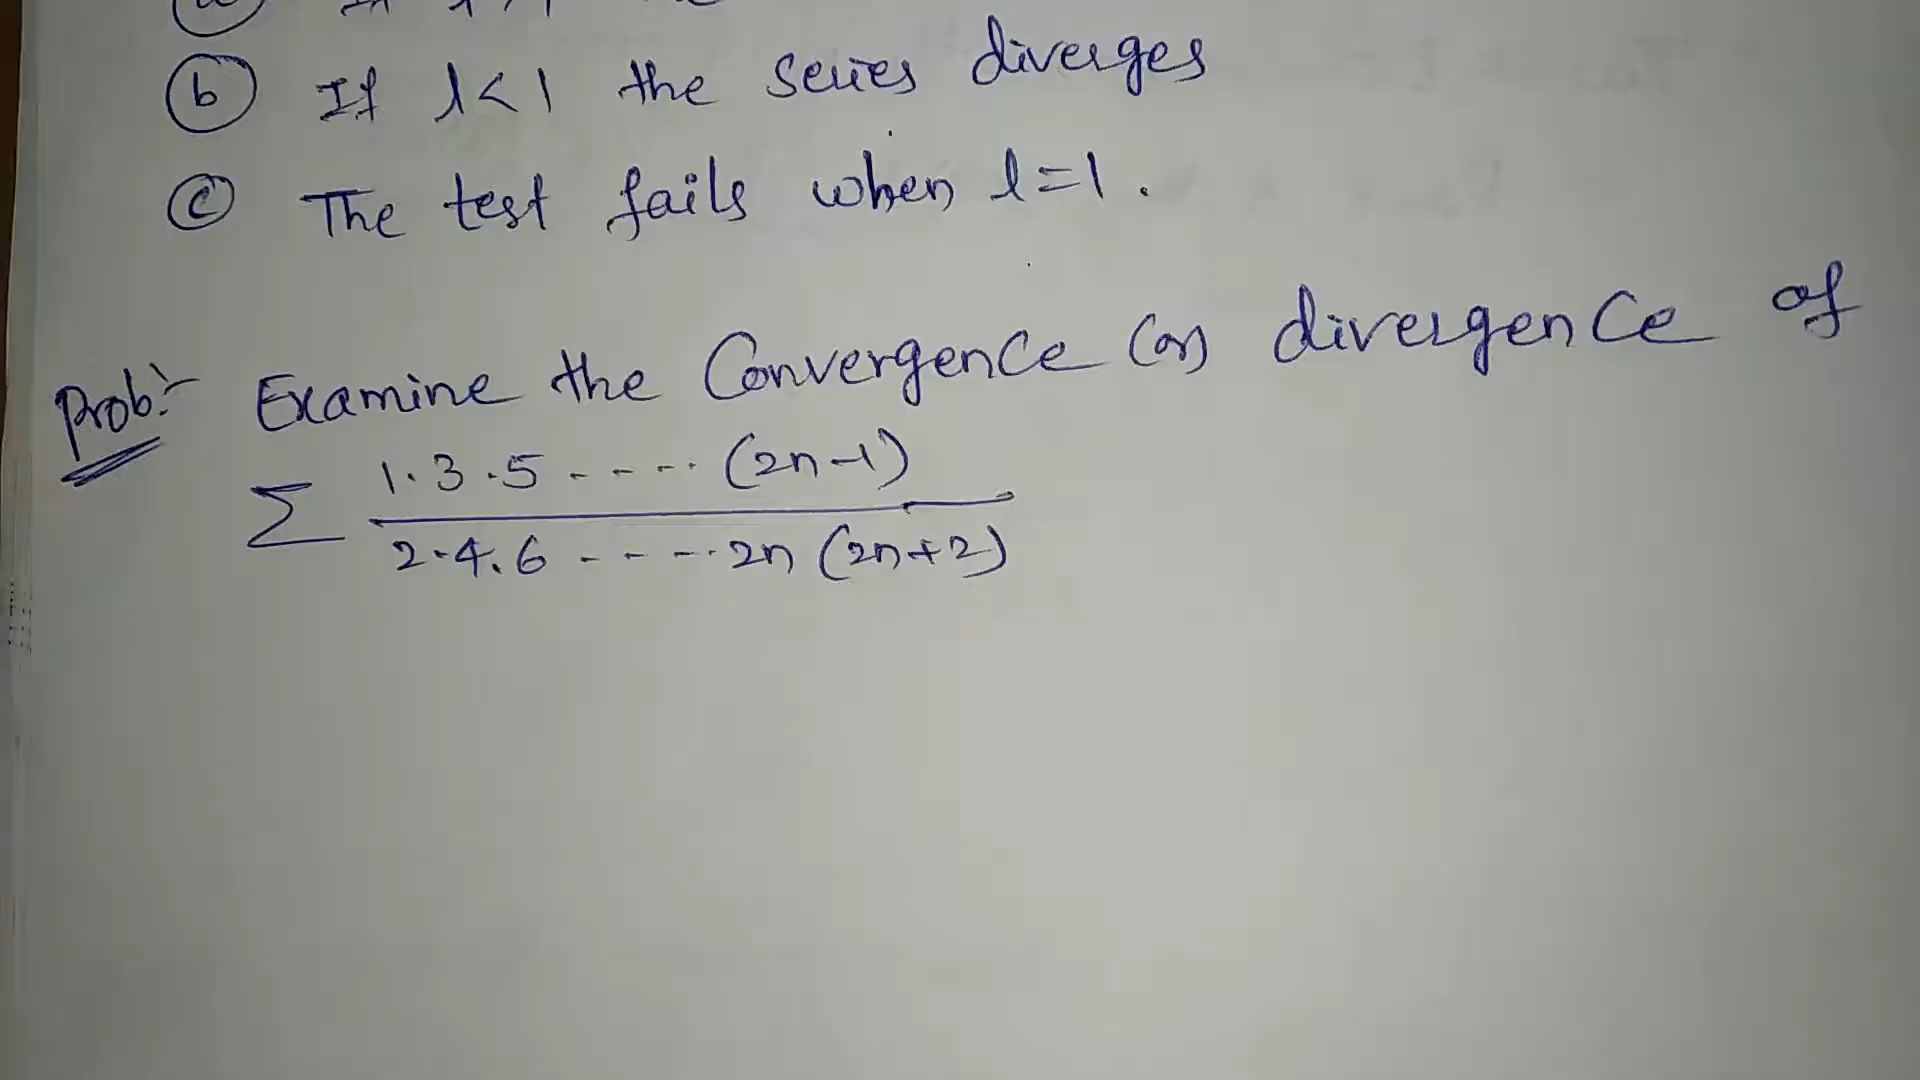 (b) If l<1 the series diverges
(c) The test fails when l=1.
Prob:- Examine the Convergence (or) divergence of
Σ 1.3.5 ---- (2n-1)
2.4.6 ----- 2n (2n+2)